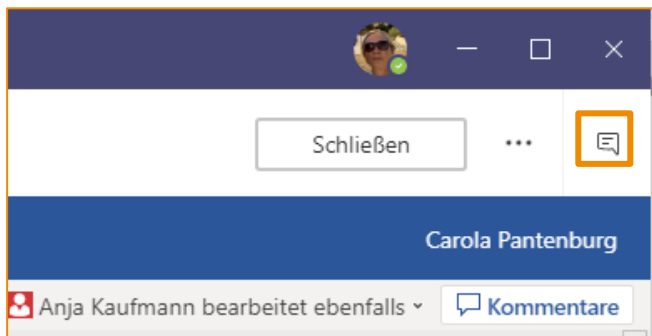 Schließen
Carola Pantenburg
Anja Kaufmann bearbeitet ebenfalls
Kommentare